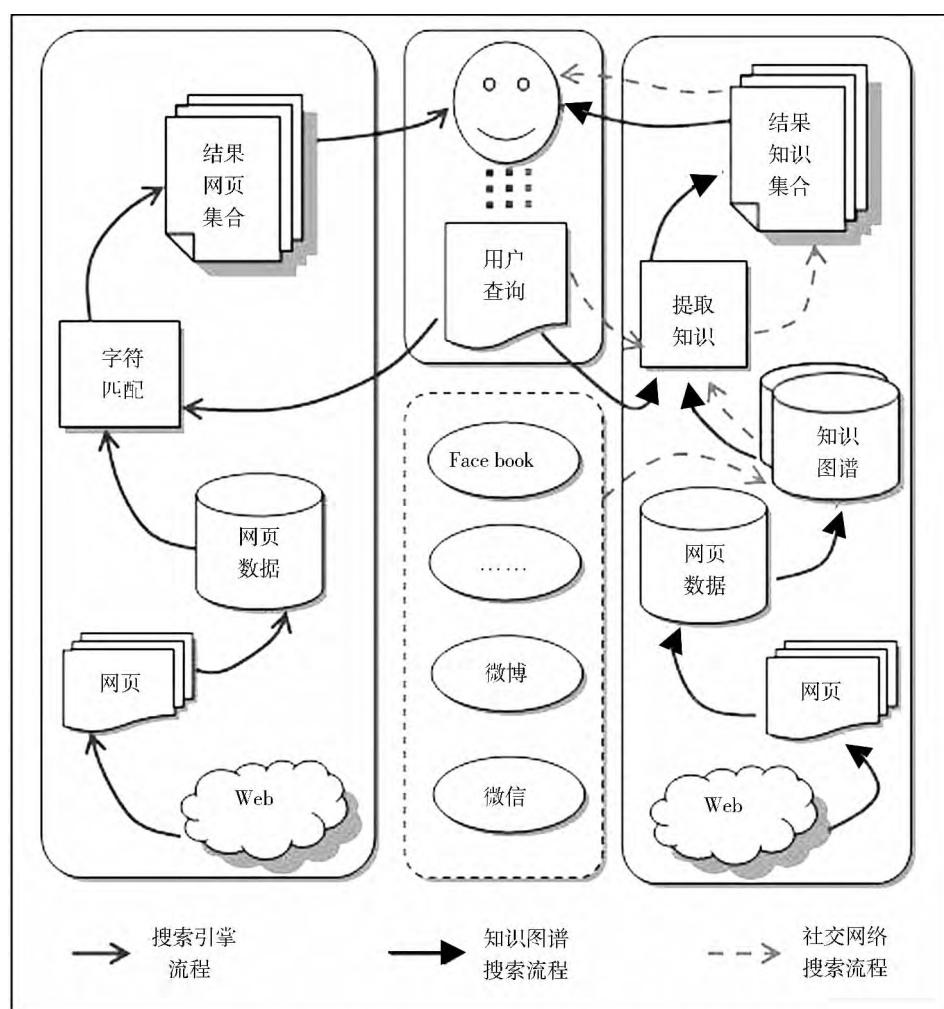 结果
网页
集合
字符
匹配
网页
数据
网页
Web
用户
查询
Face book
……
微博
微信
结果
知识
集合
提取
知识
知识
图谱
网页
数据
网页
Web
搜索引掌
流程
知识图谱
搜索流程
社交网络
搜索流程